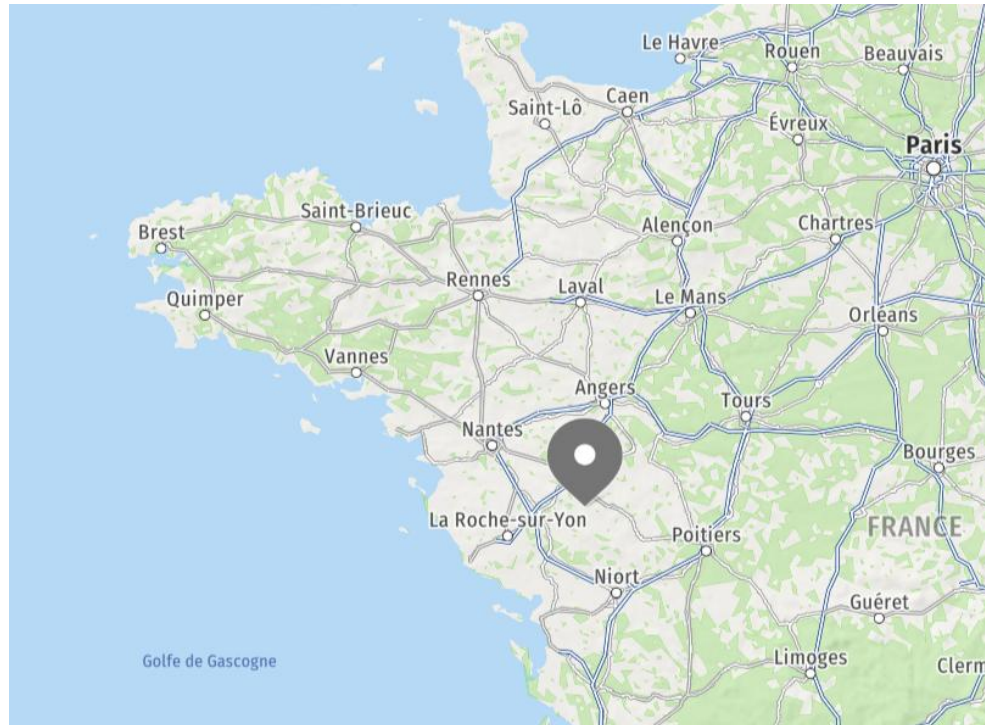 Le Havre
Rouen
Beauvais
Saint-Lô
Caen
Évreux
Paris
Saint-Brieuc
Alençon
Chartres
Brest
Rennes
Laval
Le Mans
Quimper
Orléans
Vannes
Angers
Tours
Nantes
Bourges
La Roche-sur-Yon
Poitiers
FRANCE
Niort
Guéret
Golfe de Gascogne
Limoges
Clerm